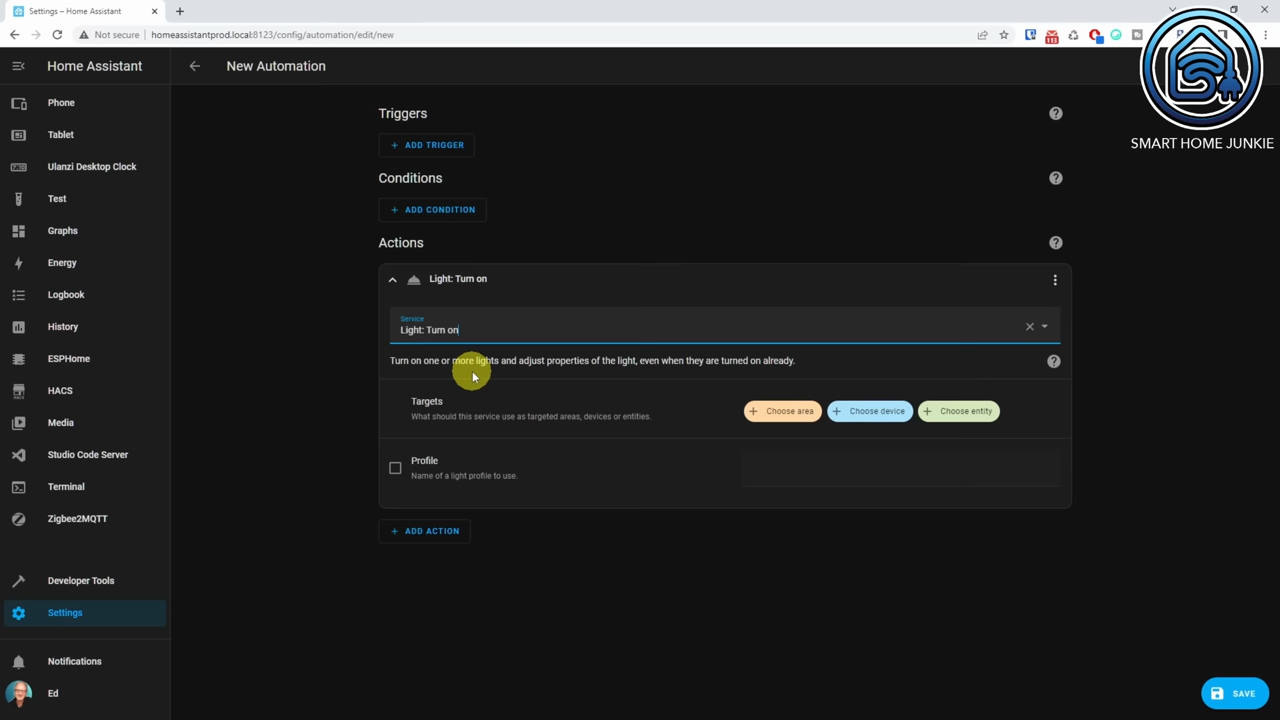 Settings – Home Assistant
Not secure
homeassistantprod.local:8123/config/automation/edit/new
Home Assistant
New Automation
SMART HOME JUNKIE
Phone
Tablet
Ulanzi Desktop Clock
Test
Graphs
Energy
Logbook
History
ESPHome
HACS
Media
Studio Code Server
Terminal
Zigbee2MQTT
Developer Tools
Settings
Notifications
Ed
Triggers
+ ADD TRIGGER
Conditions
+ ADD CONDITION
Actions
Light: Turn on
Service
Light: Turn on
Turn on one or more lights and adjust properties of the light, even when they are turned on already.
Targets
What should this service use as targeted areas, devices or entities.
+ Choose area
+ Choose device
+ Choose entity
Profile
Name of a light profile to use.
+ ADD ACTION
SAVE